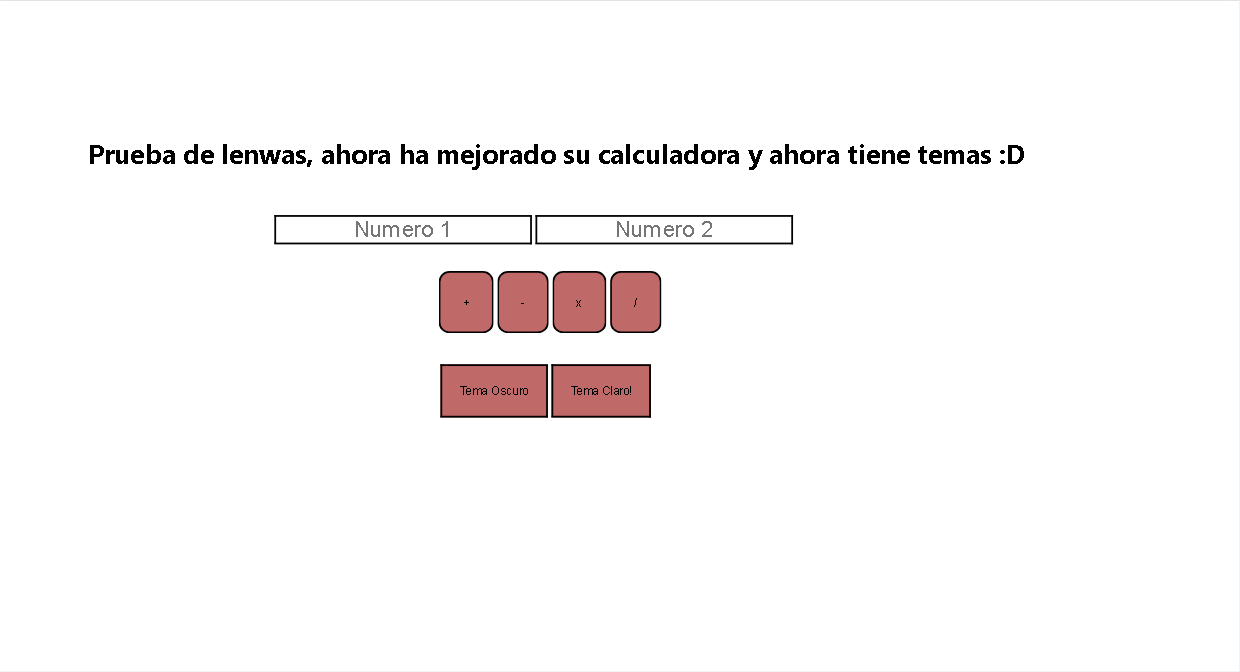 Prueba de lenwas, ahora ha mejorado su calculadora y ahora tiene temas :D
Numero 1 Numero 2
+ - x /
Tema Oscuro Tema Claro!